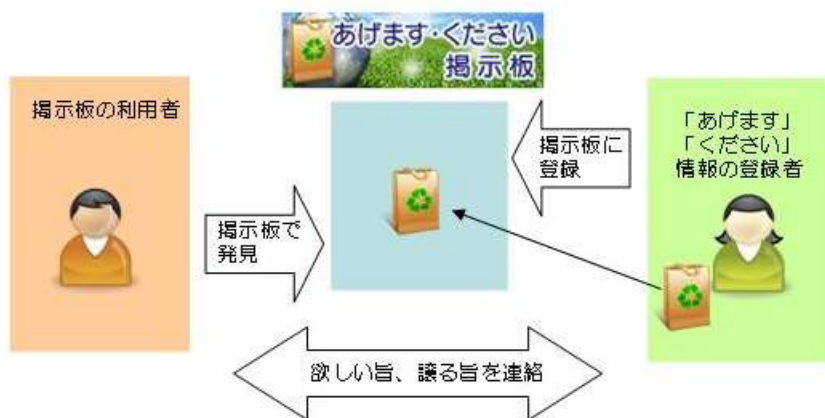 あげます・ください
掲示板
掲示板の利用者
掲示板で
発見
掲示板に
登録
「あげます」
「ください」
情報の登録者
欲しい旨、譲る旨を連絡